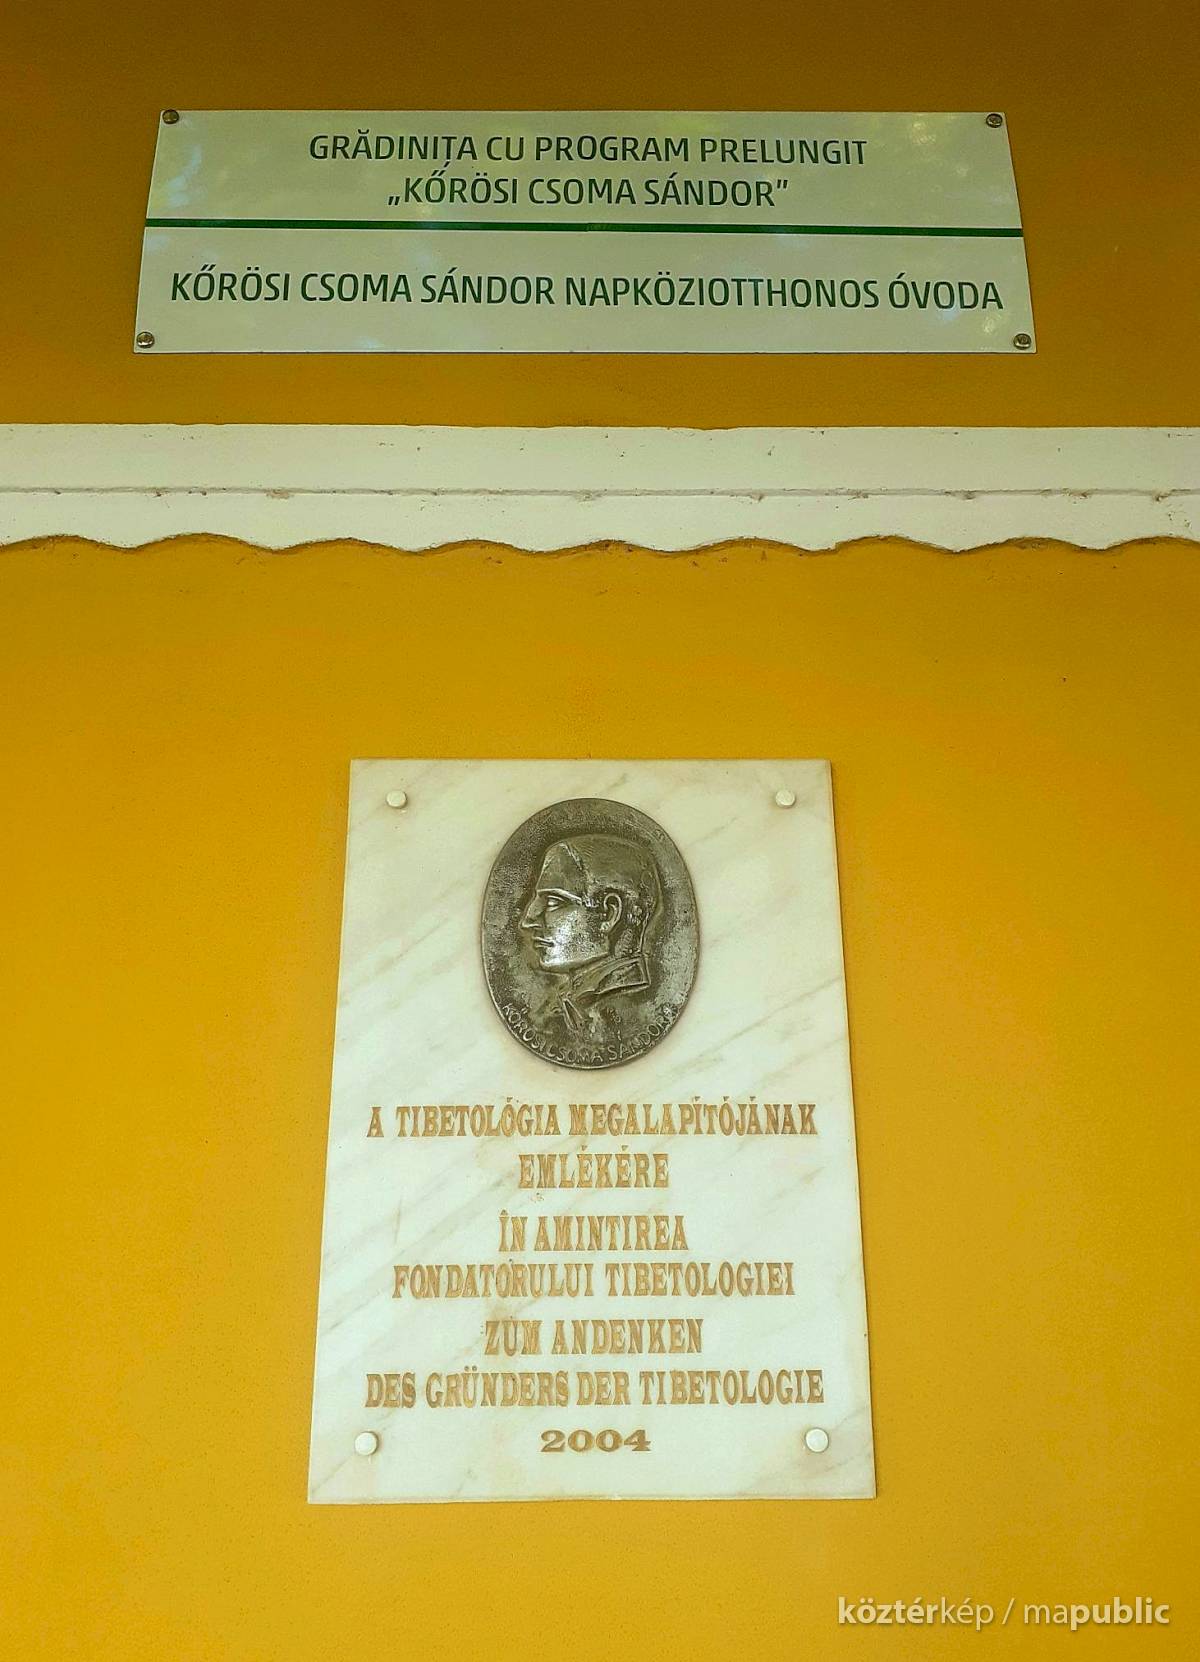 GRĂDINIȚA CU PROGRAM PRELUNGIT
„KŐRÖSI CSOMA SÁNDOR”
KŐRÖSI CSOMA SÁNDOR NAPKÖZIOTTHONOS ÓVODA
KŐRÖSI CSOMA SÁNDOR
A TIBETOLÓGIA MEGALAPÍTÓJÁNAK
EMLÉKÉRE
ÎN AMINTIREA
FONDATORULUI TIBETOLOGIEI
ZUM ANDENKEN
DES GRÜNDERS DER TIBETOLOGIE
2004
köztérkép / mapublic